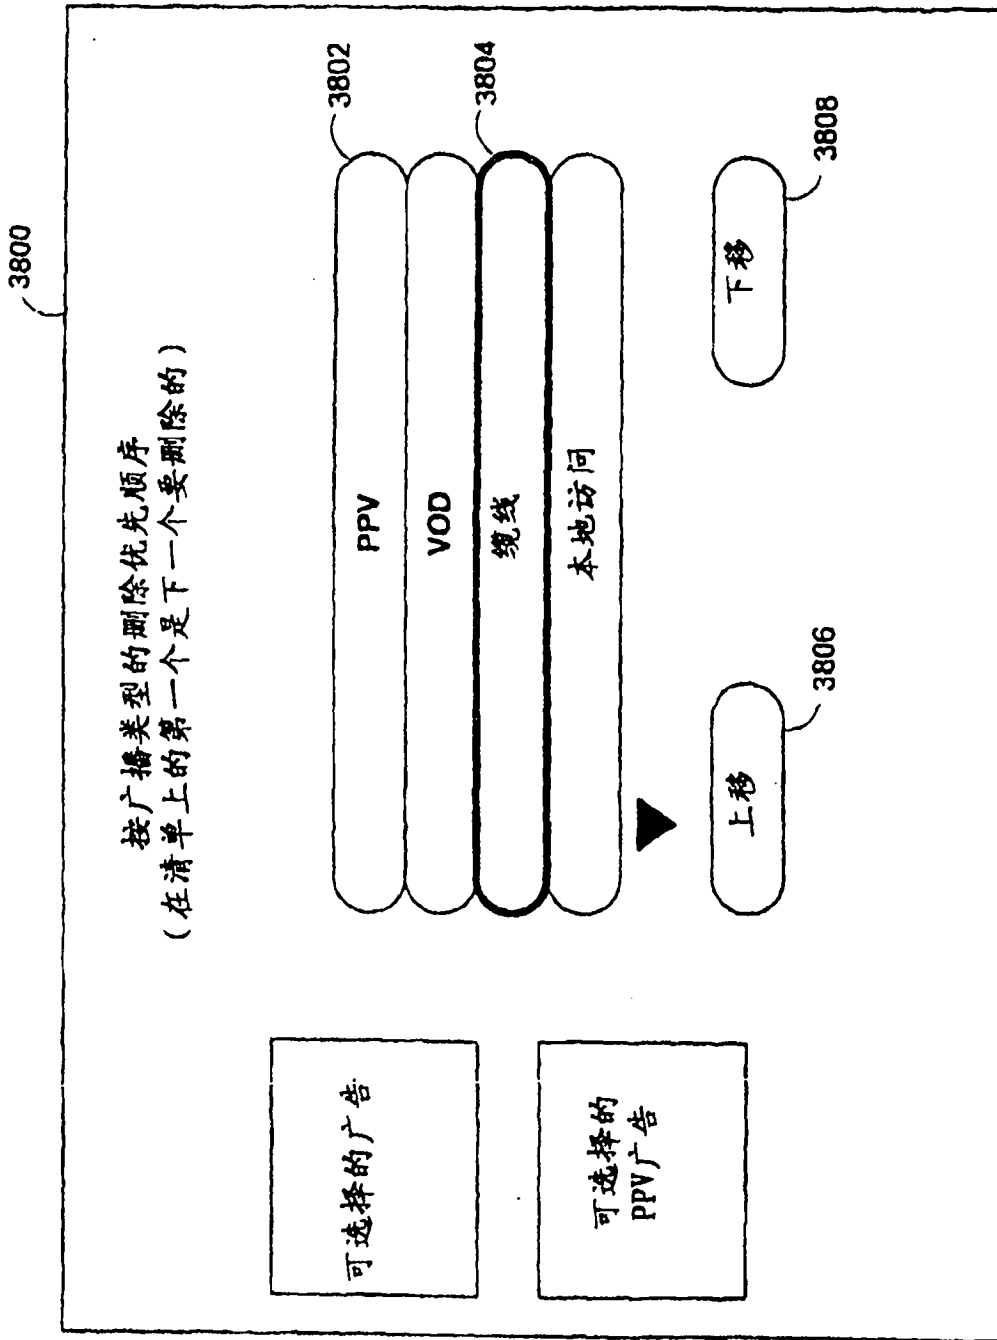 3800
按广播类型的删除优先顺序
(在清单上的第一个是下一个要删除的)
可选择的广告
可选择的
PPV广告
PPV
3802
VOD
缆线
3804
本地访问
上移
3806
下移
3808